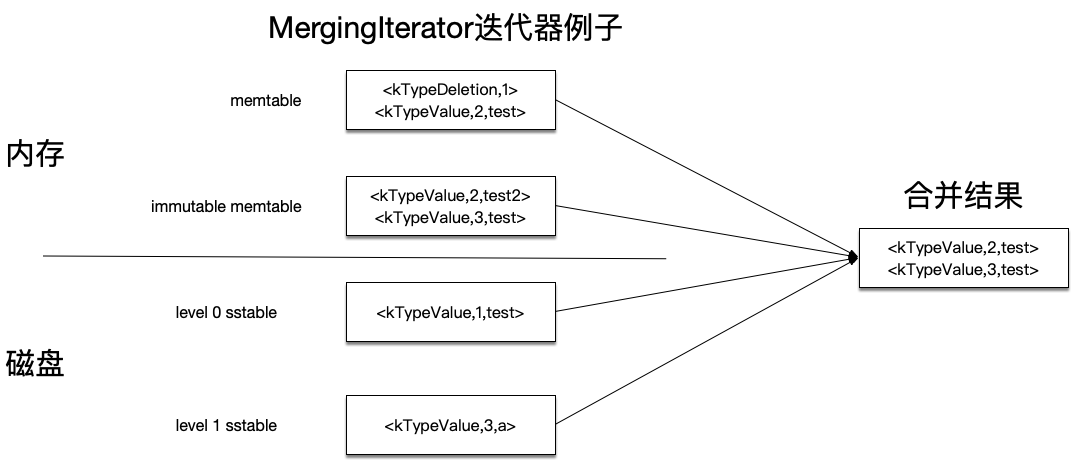 MergingIterator迭代器例子
memtable
<kTypeDeletion,1>
<kTypeValue,2,test>
内存
immutable memtable
<kTypeValue,2,test2>
<kTypeValue,3,test>
合并结果
<kTypeValue,2,test>
<kTypeValue,3,test>
level 0 sstable
<kTypeValue,1,test>
磁盘
level 1 sstable
<kTypeValue,3,a>